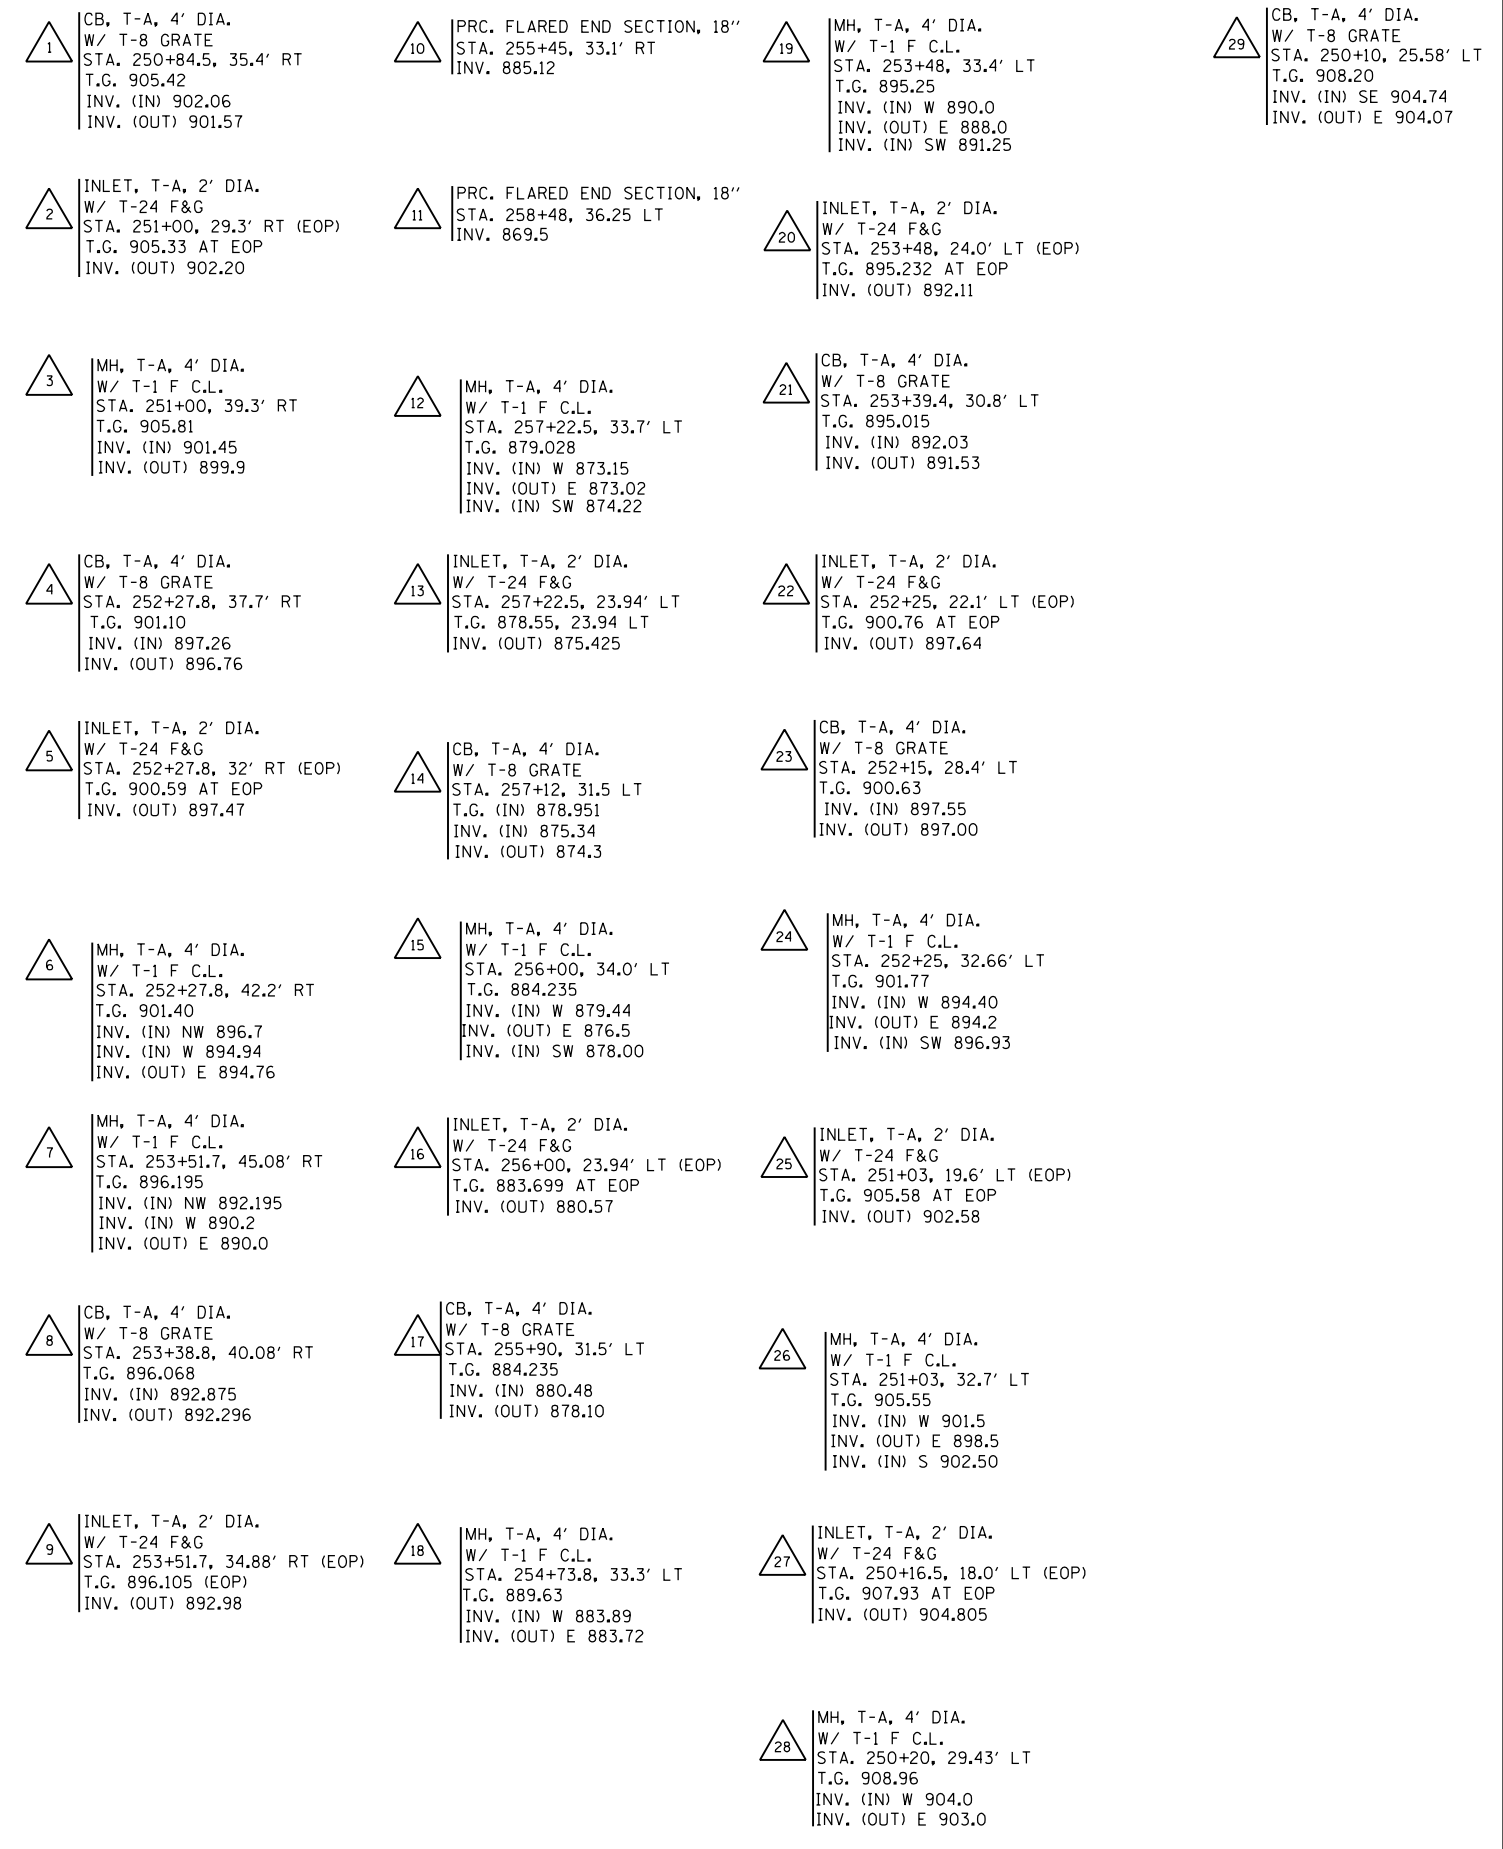 1
CB, T-A, 4' DIA.
W/ T-8 GRATE
STA. 250+84.5, 35.4' RT
T.G. 905.42
INV. (IN) 902.06
INV. (OUT) 901.57
2
INLET, T-A, 2' DIA.
W/ T-24 F&G
STA. 251+00, 29.3' RT (EOP)
T.G. 905.33 AT EOP
INV. (OUT) 902.20
3
MH, T-A, 4' DIA.
W/ T-1 F C.L.
STA. 251+00, 39.3' RT
T.G. 905.81
INV. (IN) 901.45
INV. (OUT) 899.9
4
CB, T-A, 4' DIA.
W/ T-8 GRATE
STA. 252+27.8, 37.7' RT
T.G. 901.10
INV. (IN) 897.26
INV. (OUT) 896.76
5
INLET, T-A, 2' DIA.
W/ T-24 F&G
STA. 252+27.8, 32' RT (EOP)
T.G. 900.59 AT EOP
INV. (OUT) 897.47
6
MH, T-A, 4' DIA.
W/ T-1 F C.L.
STA. 252+27.8, 42.2' RT
T.G. 901.40
INV. (IN) NW 896.7
INV. (IN) W 894.94
INV. (OUT) E 894.76
7
MH, T-A, 4' DIA.
W/ T-1 F C.L.
STA. 253+51.7, 45.08' RT
T.G. 896.195
INV. (IN) NW 892.195
INV. (IN) W 890.2
INV. (OUT) E 890.0
8
CB, T-A, 4' DIA.
W/ T-8 GRATE
STA. 253+38.8, 40.08' RT
T.G. 896.068
INV. (IN) 892.875
INV. (OUT) 892.296
9
INLET, T-A, 2' DIA.
W/ T-24 F&G
STA. 253+51.7, 34.88' RT (EOP)
T.G. 896.105 (EOP)
INV. (OUT) 892.98
10
PRC. FLARED END SECTION, 18''
STA. 255+45, 33.1' RT
INV. 885.12
11
PRC. FLARED END SECTION, 18''
STA. 258+48, 36.25 LT
INV. 869.5
12
MH, T-A, 4' DIA.
W/ T-1 F C.L.
STA. 257+22.5, 33.7' LT
T.G. 879.028
INV. (IN) W 873.15
INV. (OUT) E 873.02
INV. (IN) SW 874.22
13
INLET, T-A, 2' DIA.
W/ T-24 F&G
STA. 257+22.5, 23.94' LT
T.G. 878.55, 23.94 LT
INV. (OUT) 875.425
14
CB, T-A, 4' DIA.
W/ T-8 GRATE
STA. 257+12, 31.5 LT
T.G. (IN) 878.951
INV. (IN) 875.34
INV. (OUT) 874.3
15
MH, T-A, 4' DIA.
W/ T-1 F C.L.
STA. 256+00, 34.0' LT
T.G. 884.235
INV. (IN) W 879.44
INV. (OUT) E 876.5
INV. (IN) SW 878.00
16
INLET, T-A, 2' DIA.
W/ T-24 F&G
STA. 256+00, 23.94' LT (EOP)
T.G. 883.699 AT EOP
INV. (OUT) 880.57
17
CB, T-A, 4' DIA.
W/ T-8 GRATE
STA. 255+90, 31.5' LT
T.G. 884.235
INV. (IN) 880.48
INV. (OUT) 878.10
18
MH, T-A, 4' DIA.
W/ T-1 F C.L.
STA. 254+73.8, 33.3' LT
T.G. 889.63
INV. (IN) W 883.89
INV. (OUT) E 883.72
19
MH, T-A, 4' DIA.
W/ T-1 F C.L.
STA. 253+48, 33.4' LT
T.G. 895.25
INV. (IN) W 890.0
INV. (OUT) E 888.0
INV. (IN) SW 891.25
20
INLET, T-A, 2' DIA.
W/ T-24 F&G
STA. 253+48, 24.0' LT (EOP)
T.G. 895.232 AT EOP
INV. (OUT) 892.11
21
CB, T-A, 4' DIA.
W/ T-8 GRATE
STA. 253+39.4, 30.8' LT
T.G. 895.015
INV. (IN) 892.03
INV. (OUT) 891.53
22
INLET, T-A, 2' DIA.
W/ T-24 F&G
STA. 252+25, 22.1' LT (EOP)
T.G. 900.76 AT EOP
INV. (OUT) 897.64
23
CB, T-A, 4' DIA.
W/ T-8 GRATE
STA. 252+15, 28.4' LT
T.G. 900.63
INV. (IN) 897.55
INV. (OUT) 897.00
24
MH, T-A, 4' DIA.
W/ T-1 F C.L.
STA. 252+25, 32.66' LT
T.G. 901.77
INV. (IN) W 894.40
INV. (OUT) E 894.2
INV. (IN) SW 896.93
25
INLET, T-A, 2' DIA.
W/ T-24 F&G
STA. 251+03, 19.6' LT (EOP)
T.G. 905.58 AT EOP
INV. (OUT) 902.58
26
MH, T-A, 4' DIA.
W/ T-1 F C.L.
STA. 251+03, 32.7' LT
T.G. 905.55
INV. (IN) W 901.5
INV. (OUT) E 898.5
INV. (IN) S 902.50
27
INLET, T-A, 2' DIA.
W/ T-24 F&G
STA. 250+16.5, 18.0' LT (EOP)
T.G. 907.93 AT EOP
INV. (OUT) 904.805
28
MH, T-A, 4' DIA.
W/ T-1 F C.L.
STA. 250+20, 29.43' LT
T.G. 908.96
INV. (IN) W 904.0
INV. (OUT) E 903.0
29
CB, T-A, 4' DIA.
W/ T-8 GRATE
STA. 250+10, 25.58' LT
T.G. 908.20
INV. (IN) SE 904.74
INV. (OUT) E 904.07